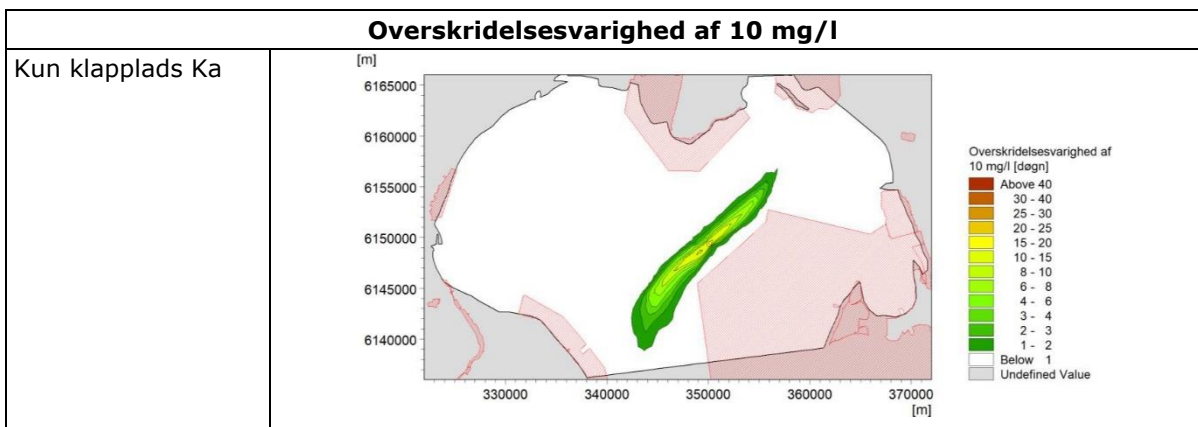 Overskridelsesvarighed af 10 mg/l
Kun klapplads Ka
[m]
6165000
6160000
6155000
6150000
6145000
6140000
330000 340000 350000 360000 370000
[m]
Overskridelsesvarighed af
10 mg/l [døgn]
Above 40
30 - 40
25 - 30
20 - 25
15 - 20
10 - 15
8 - 10
6 - 8
4 - 6
3 - 4
2 - 3
1 - 2
Below 1
Undefined Value